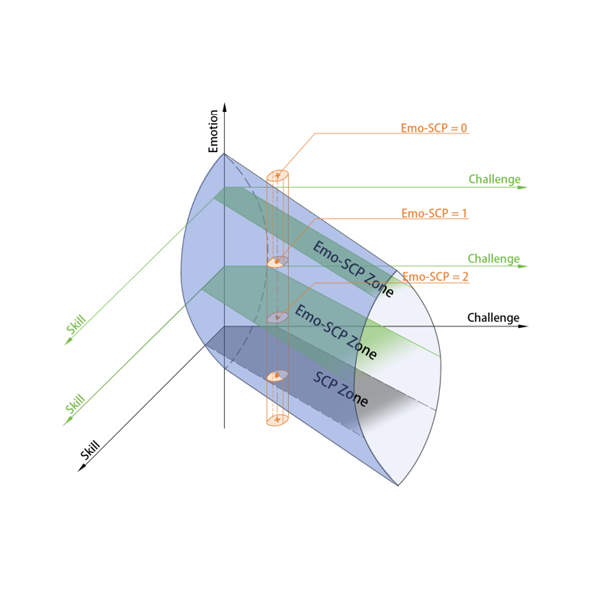 Emotion
Emo-SCP = 0
Challenge
Emo-SCP = 1
Challenge
Emo-SCP Zone
Emo-SCP = 2
Emo-SCP Zone
Challenge
Skill
SCP Zone
Skill
Skill